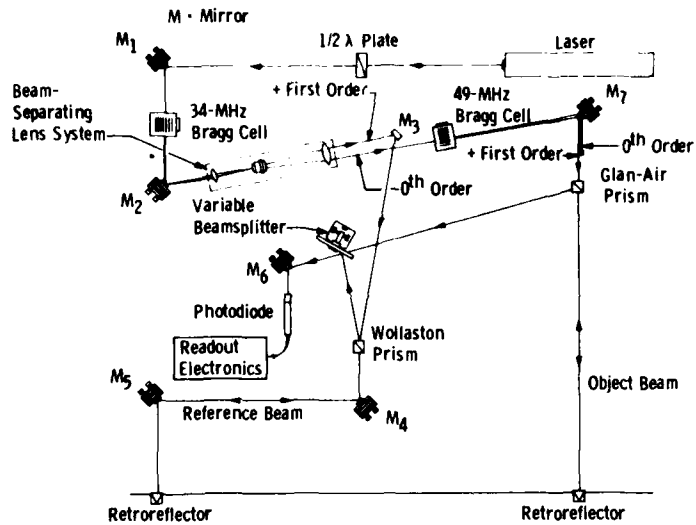 M · Mirror
M1
1/2 λ Plate
Laser
Beam-
Separating
Lens System
34-MHz
Bragg Cell
+ First Order
M3
49-MHz
Bragg Cell
M7
+ First Order
0th Order
Glan-Air
Prism
M2
~0th Order
Variable
Beamsplitter
M6
Photodiode
Readout
Electronics
Wollaston
Prism
M5
Reference Beam
M4
Object Beam
Retroreflector
Retroreflector